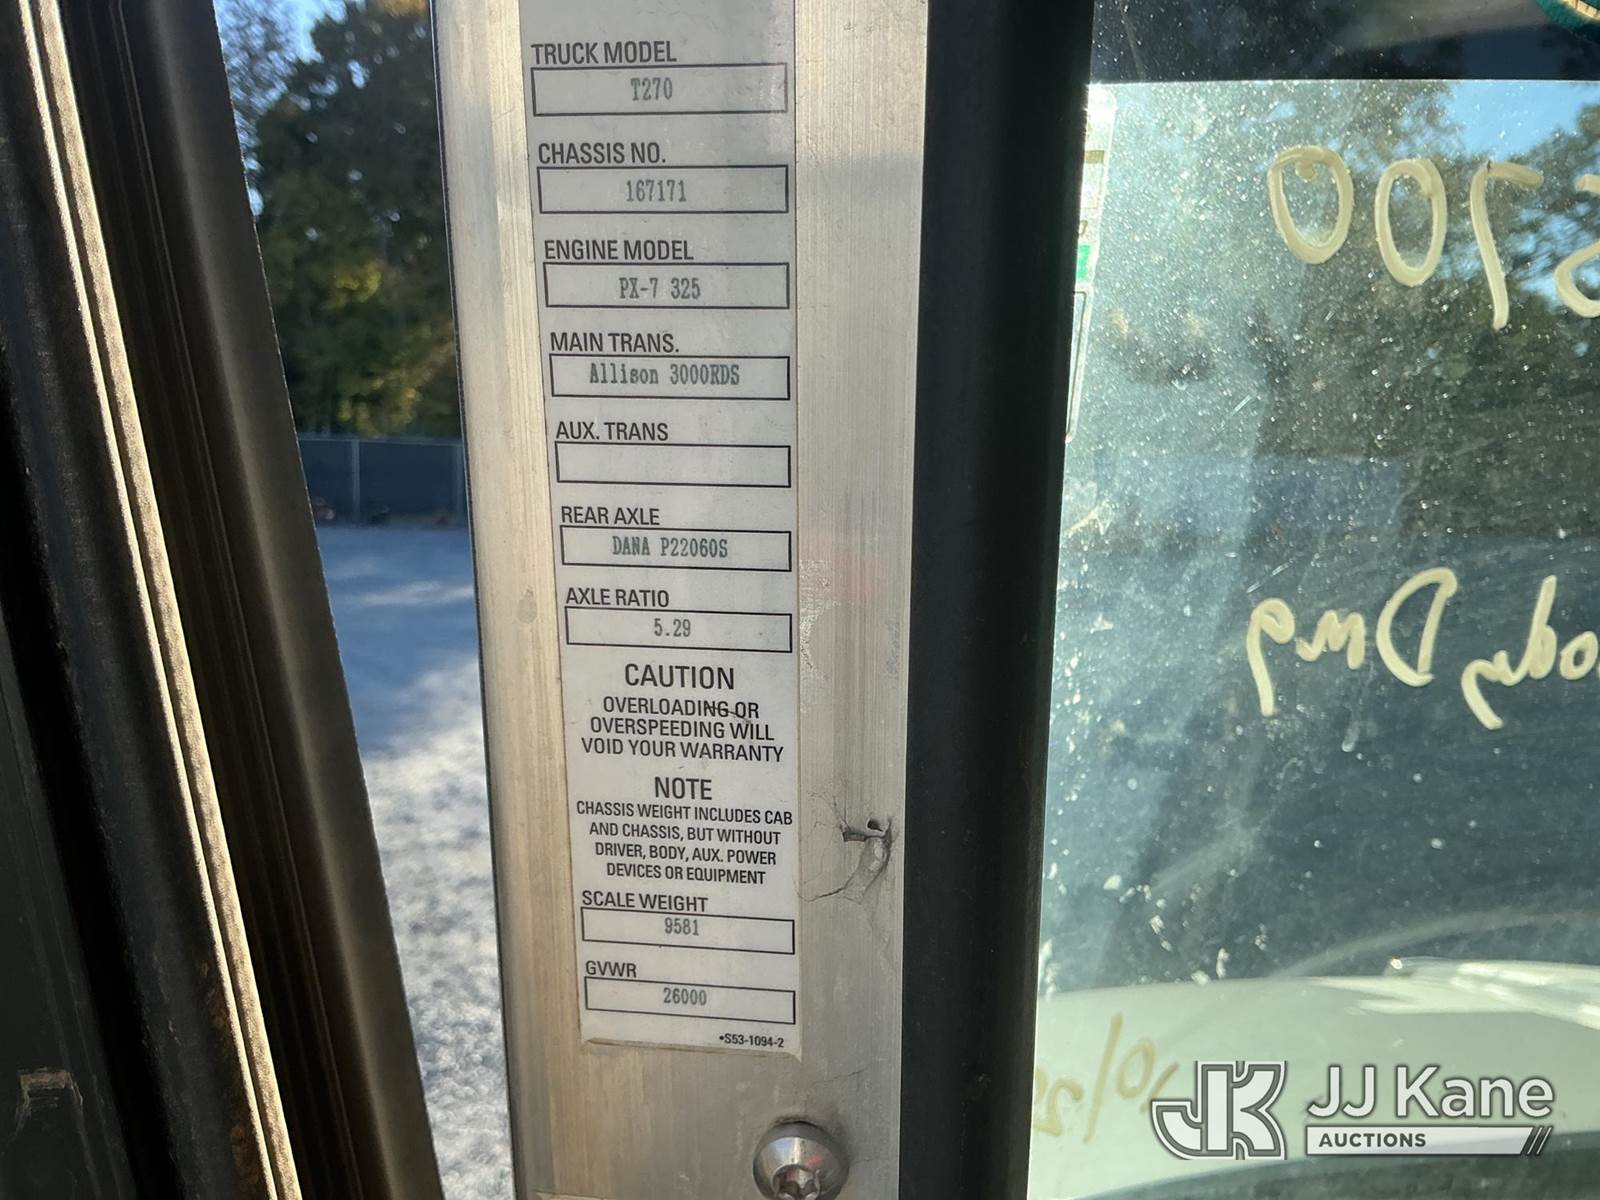 TRUCK MODEL
T270
CHASSIS NO.
167171
ENGINE MODEL
PX-7 325
MAIN TRANS.
Allison 3000RDS
AUX. TRANS
REAR AXLE
DANA P22060S
AXLE RATIO
5.29
CAUTION
OVERLOADING OR
OVERSPEEDING WILL
VOID YOUR WARRANTY
NOTE
CHASSIS WEIGHT INCLUDES CAB
AND CHASSIS, BUT WITHOUT
DRIVER, BODY, AUX. POWER
DEVICES OR EQUIPMENT
SCALE WEIGHT
9581
GVWR
26000
•S53-1094-2
JK
JJ Kane
AUCTIONS